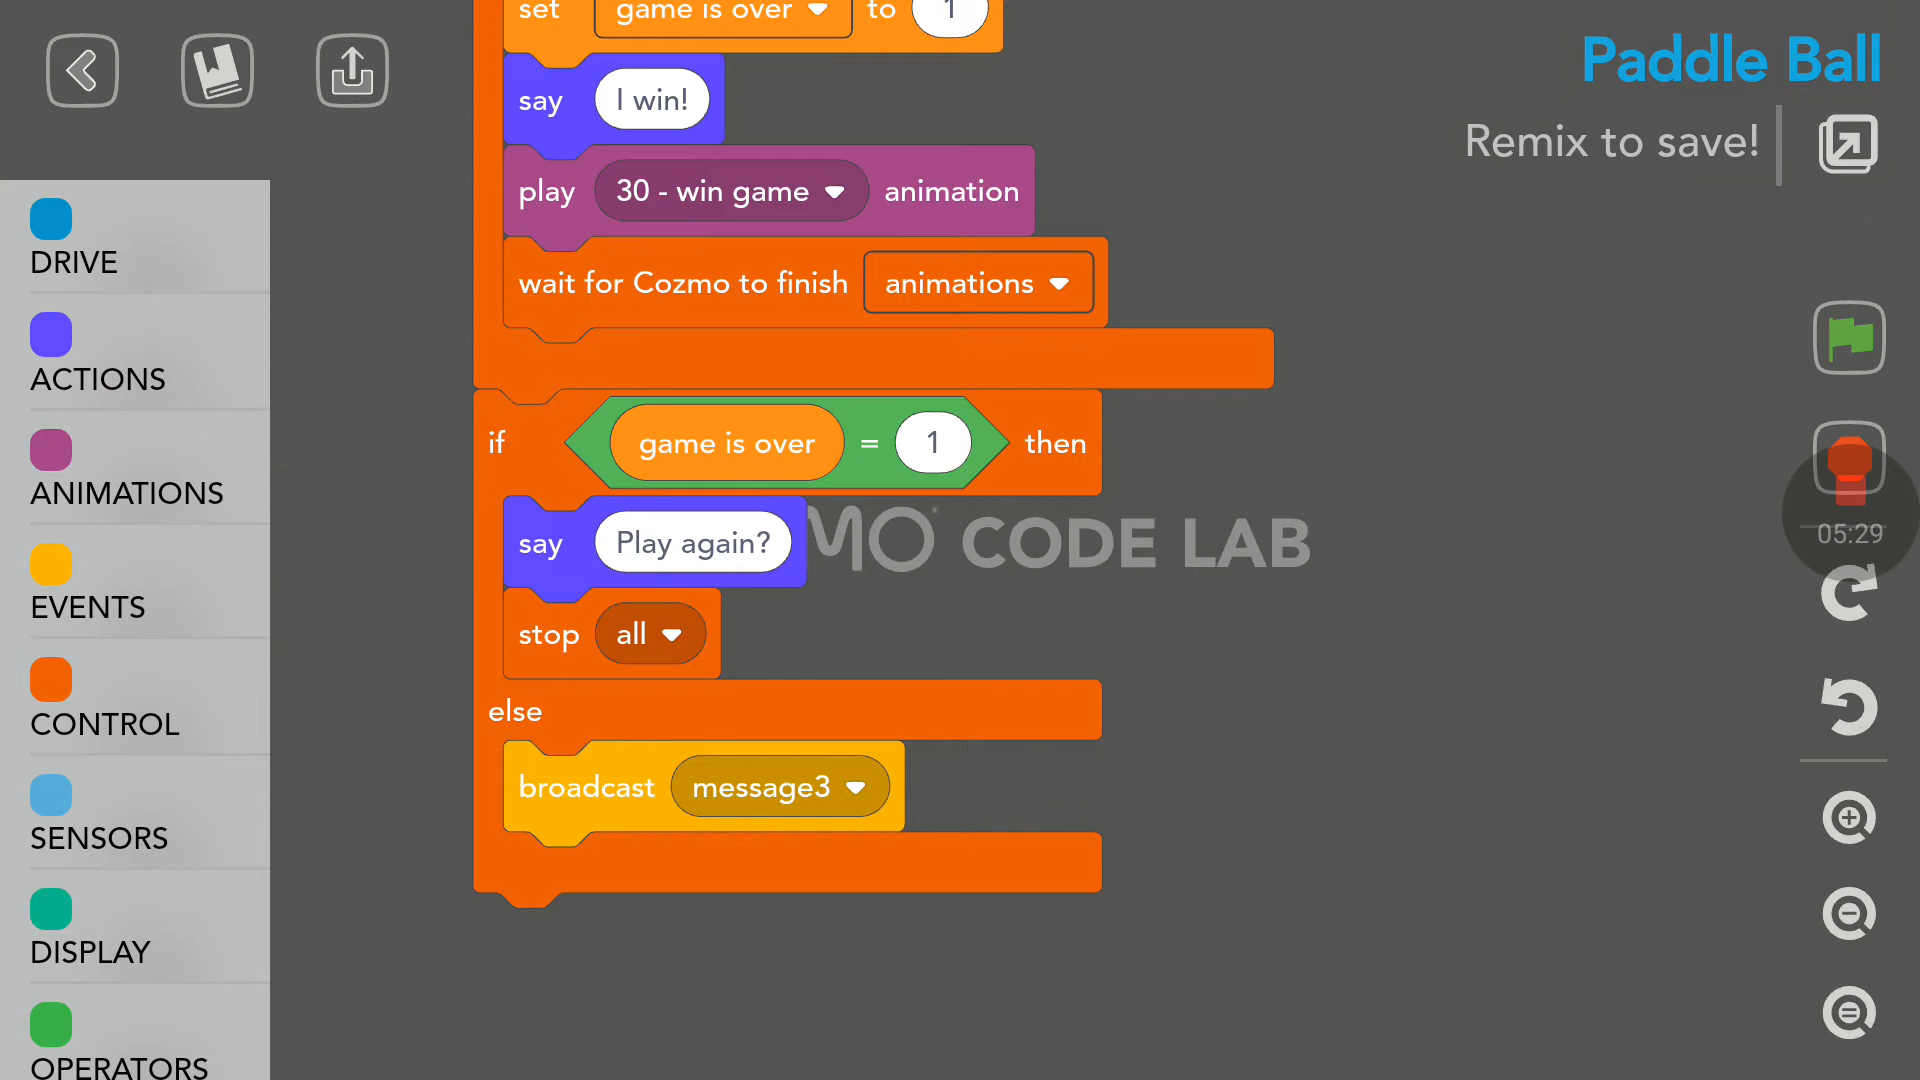 set game is over to 1
Paddle Ball
say I win!
Remix to save!
play 30 - win game animation
DRIVE
wait for Cozmo to finish animations
ACTIONS
if game is over = 1 then
ANIMATIONS
say Play again?
MO CODE LAB
05:29
EVENTS
stop all
else
CONTROL
broadcast message3
SENSORS
DISPLAY
OPERATORS